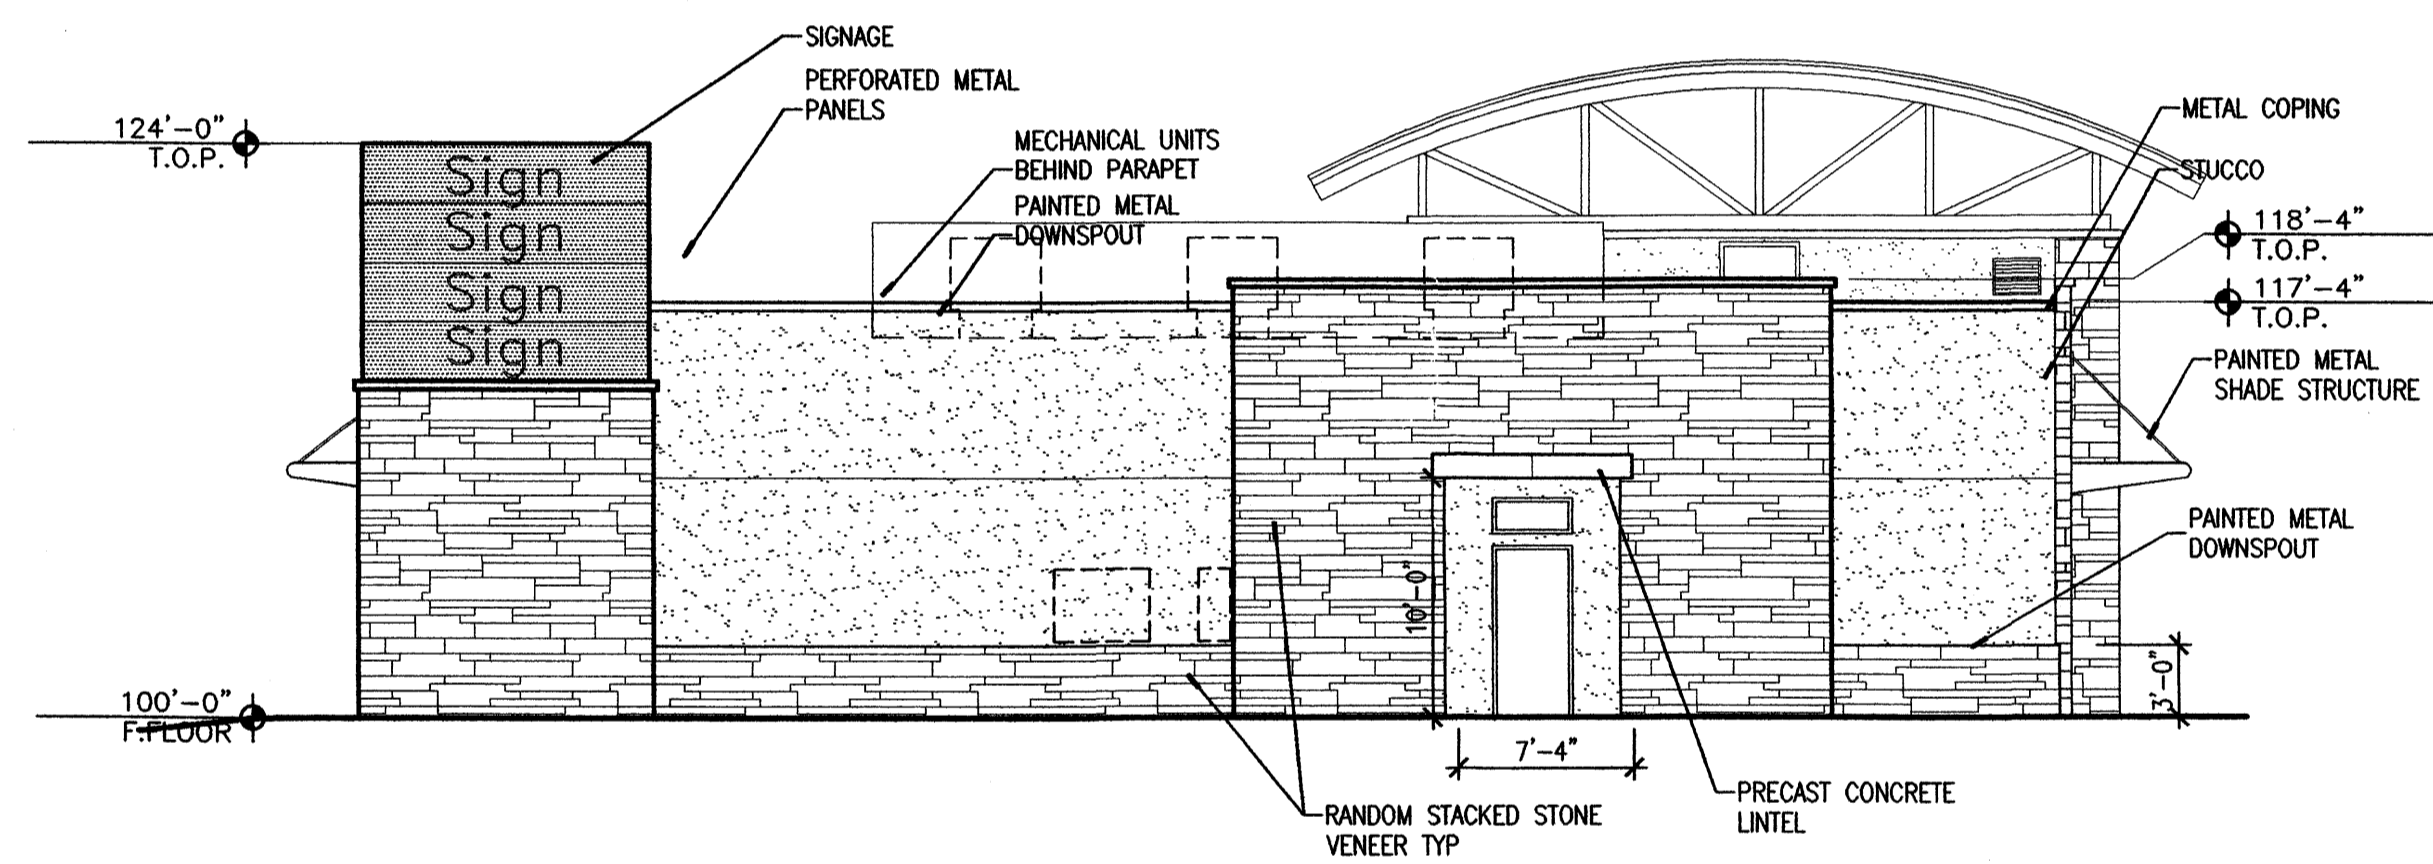 SIGNAGE
PERFORATED METAL
PANELS
MECHANICAL UNITS
BEHIND PARAPET
PAINTED METAL
DOWNSPOUT
124'-0"
T.O.P.
Sign
Sign
Sign
Sign
METAL COPING
STUCCO
118'-4"
T.O.P.
117'-4"
T.O.P.
PAINTED METAL
SHADE STRUCTURE
PAINTED METAL
DOWNSPOUT
10'-0"
3'-0"
100'-0"
F.FLOOR
7'-4"
PRECAST CONCRETE
LINTEL
RANDOM STACKED STONE
VENEER TYP